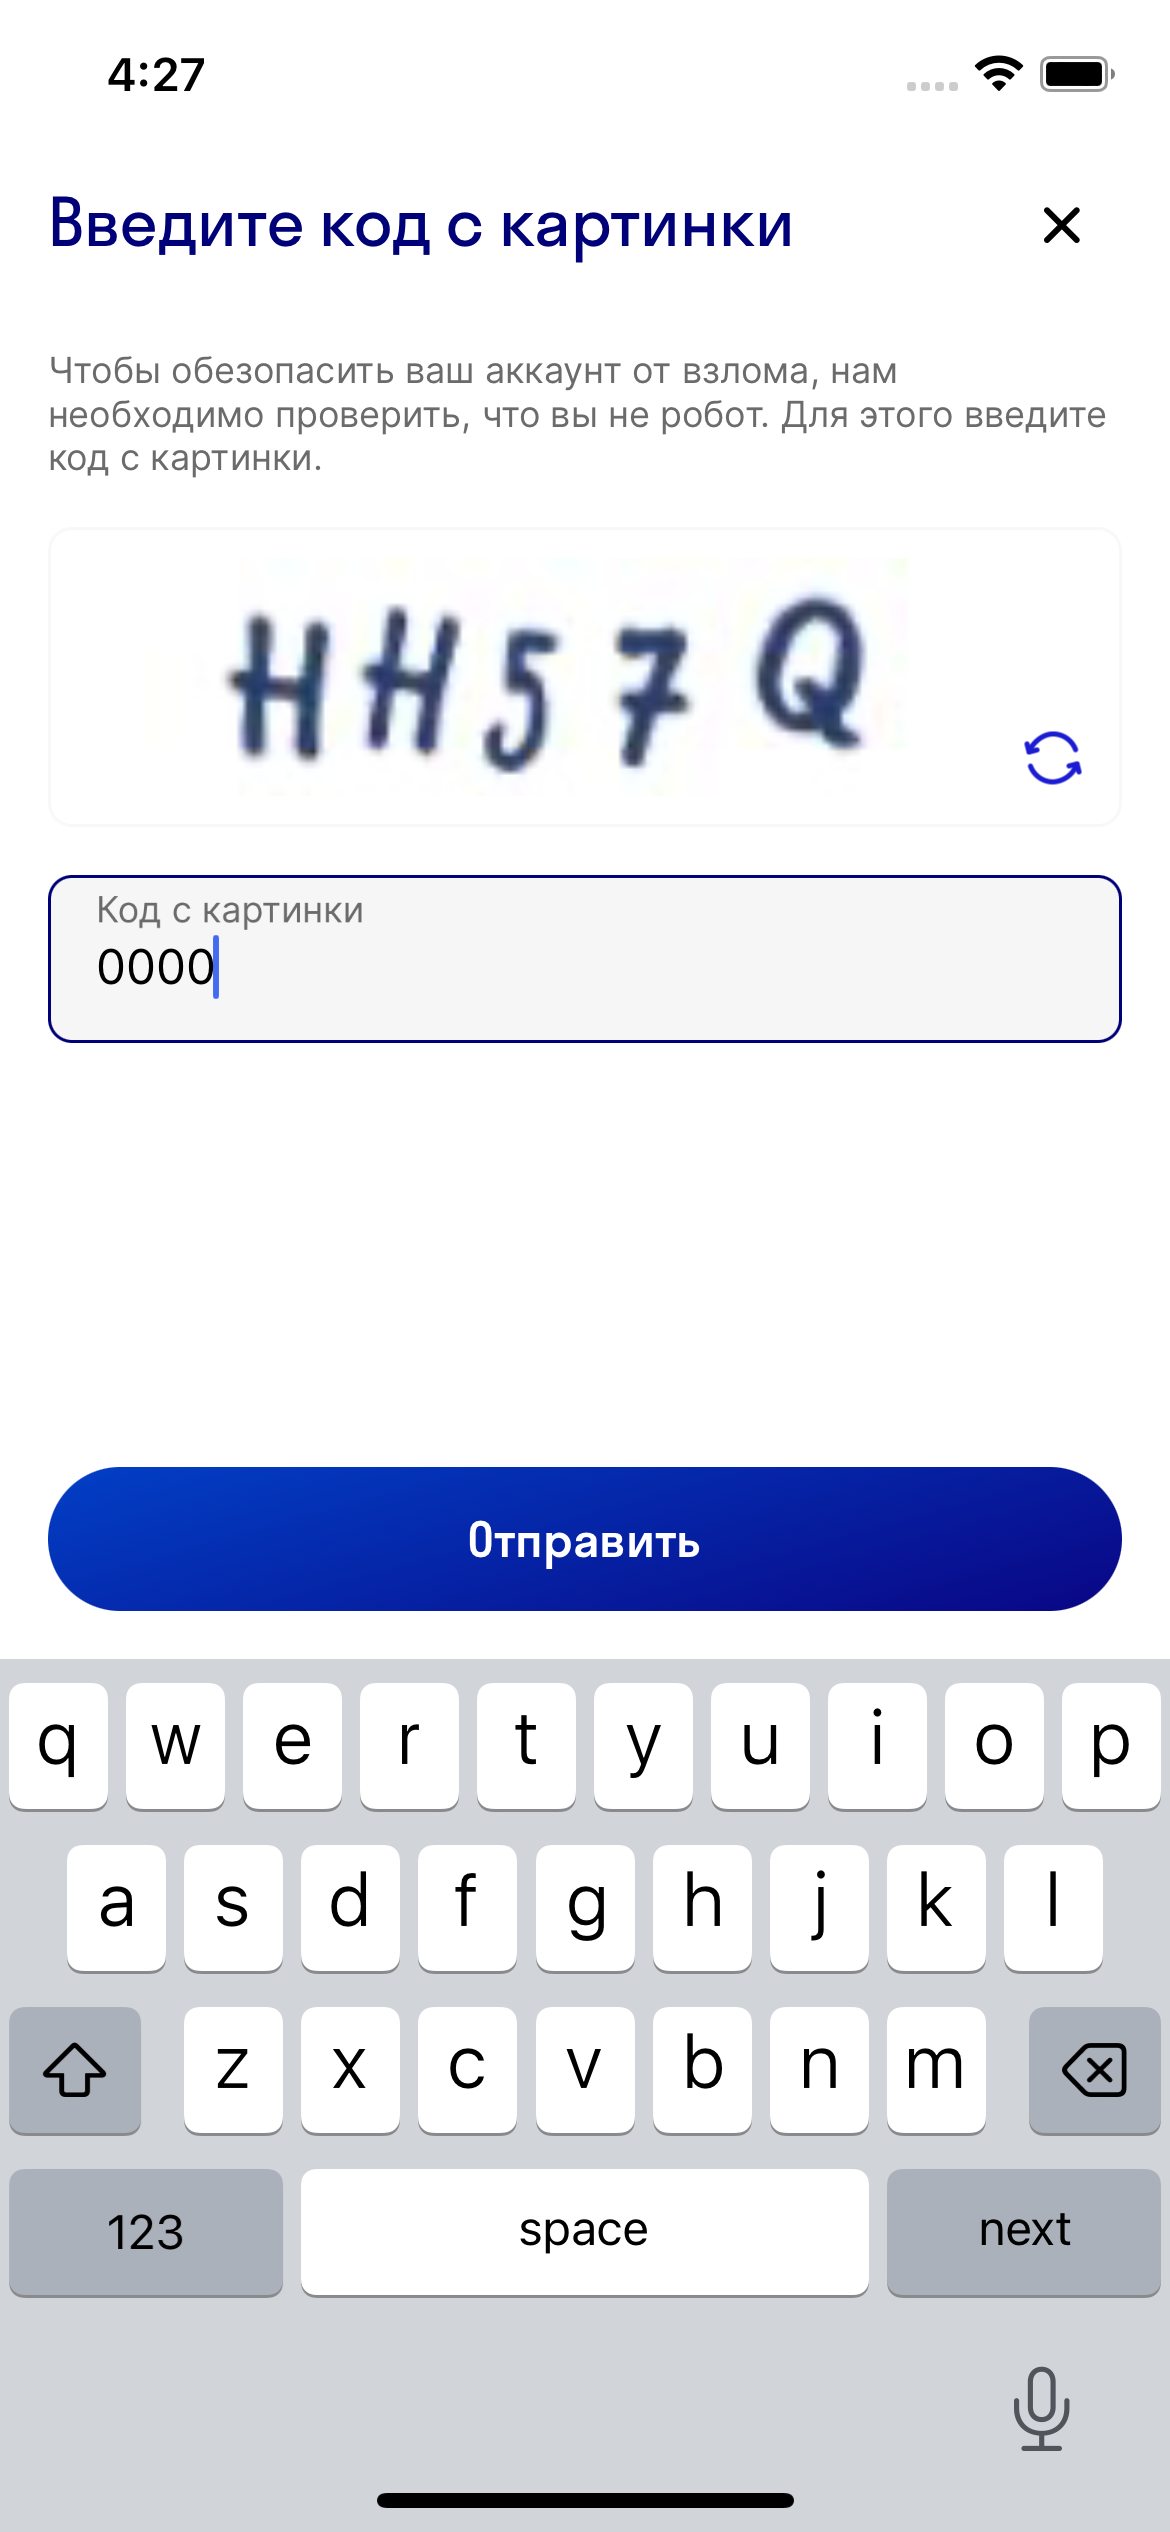 4:27
Введите код с картинки
Чтобы обезопасить ваш аккаунт от взлома, нам
необходимо проверить, что вы не робот. Для этого введите
код с картинки.
HH57Q
Код с картинки
0000
Отправить
q w e r t y u i o p
a s d f g h j k l
z x c v b n m
123 space next